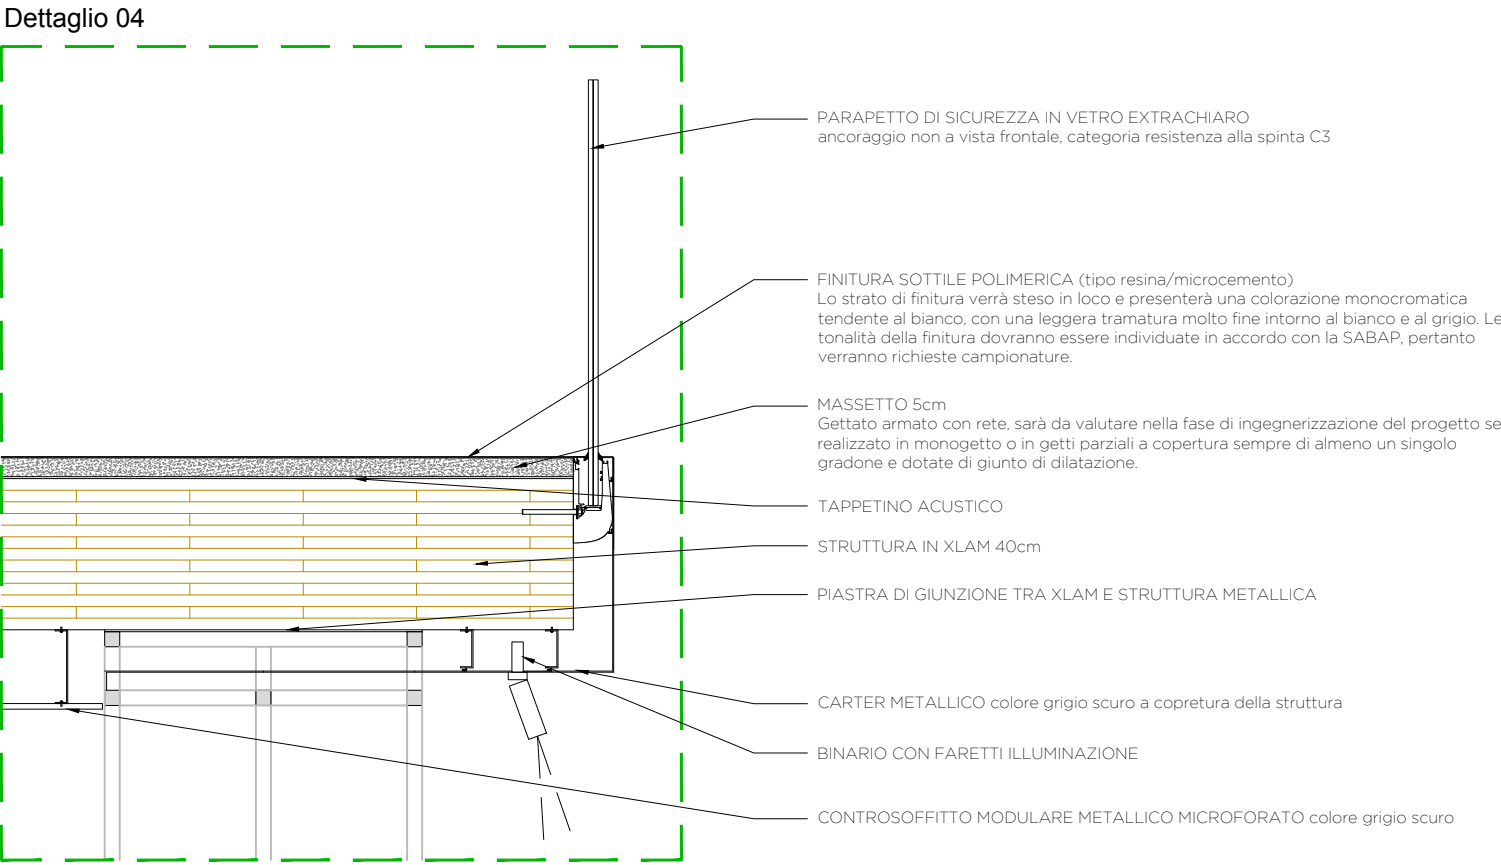 Dettaglio 04
PARAPETTO DI SICUREZZA IN VETRO EXTRACHIARO
ancoraggio non a vista frontale, categoria resistenza alla spinta C3
FINITURA SOTTILE POLIMERICA (tipo resina/microcemento)
Lo strato di finitura verrà steso in loco e presenterà una colorazione monocromatica
tendente al bianco, con una leggera tramatura molto fine intorno al bianco e al grigio. Le
tonalità della finitura dovranno essere individuate in accordo con la SABAP, pertanto
verranno richieste campionature.
MASSETTO 5cm
Gettato armato con rete, sarà da valutare nella fase di ingegnerizzazione del progetto se
realizzato in monogetto o in getti parziali a copertura sempre di almeno un singolo
gradone e dotate di giunto di dilatazione.
TAPPETINO ACUSTICO
STRUTTURA IN XLAM 40cm
PIASTRA DI GIUNZIONE TRA XLAM E STRUTTURA METALLICA
CARTER METALLICO colore grigio scuro a copretura della struttura
BINARIO CON FARETTI ILLUMINAZIONE
CONTROSOFFITTO MODULARE METALLICO MICROFORATO colore grigio scuro